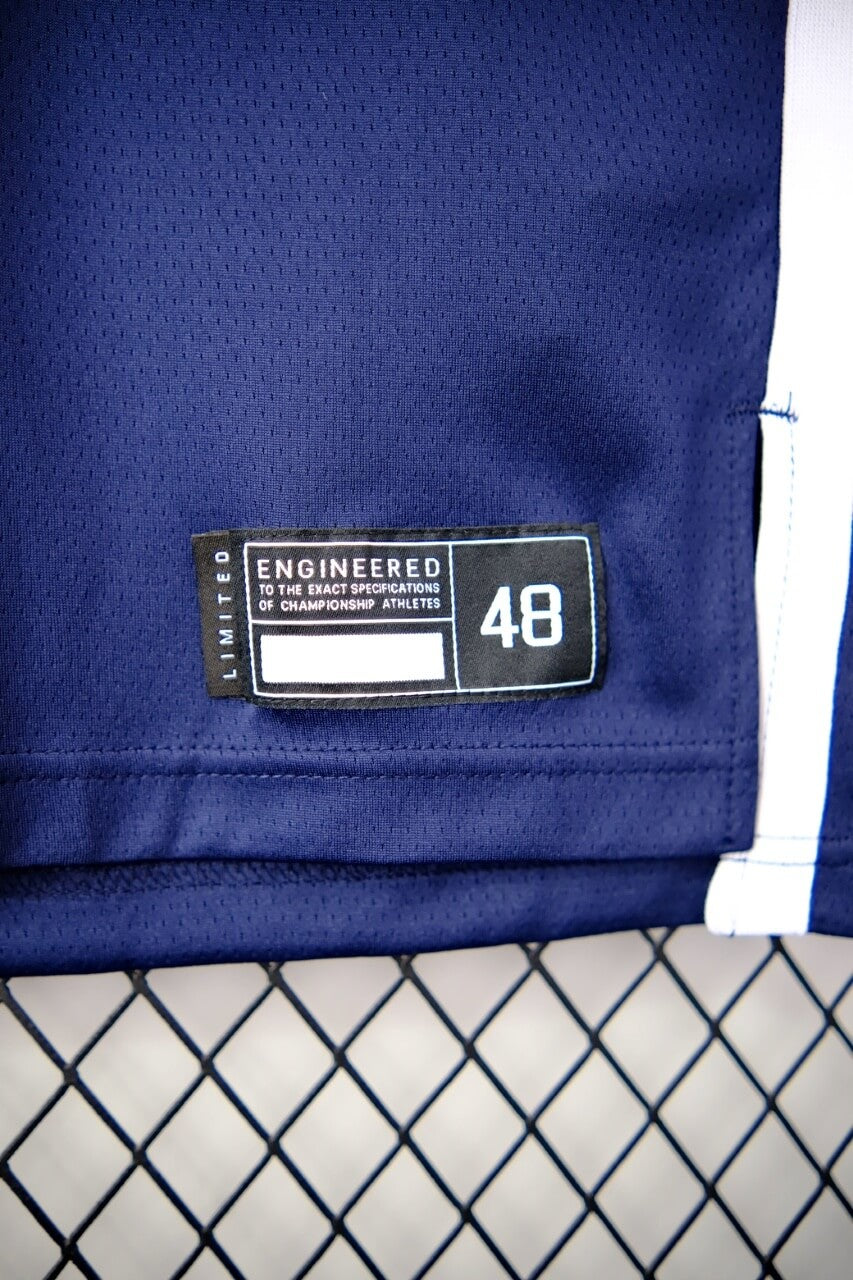 LIMITED
ENGINEERED
TO THE EXACT SPECIFICATIONS
OF CHAMPIONSHIP ATHLETES
48